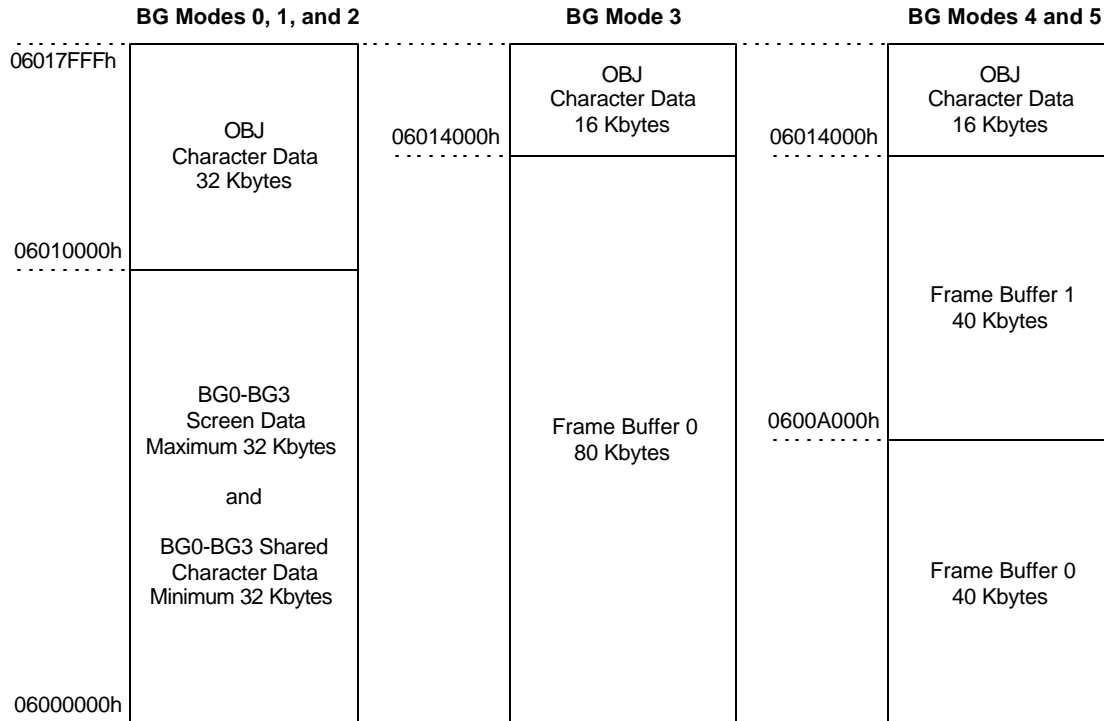 BG Modes 0, 1, and 2
BG Mode 3
BG Modes 4 and 5
06017FFFh
OBJ
Character Data
32 Kbytes
06010000h
BG0-BG3
Screen Data
Maximum 32 Kbytes
and
BG0-BG3 Shared
Character Data
Minimum 32 Kbytes
06000000h
OBJ
Character Data
16 Kbytes
06014000h
Frame Buffer 0
80 Kbytes
OBJ
Character Data
16 Kbytes
06014000h
Frame Buffer 1
40 Kbytes
0600A000h
Frame Buffer 0
40 Kbytes